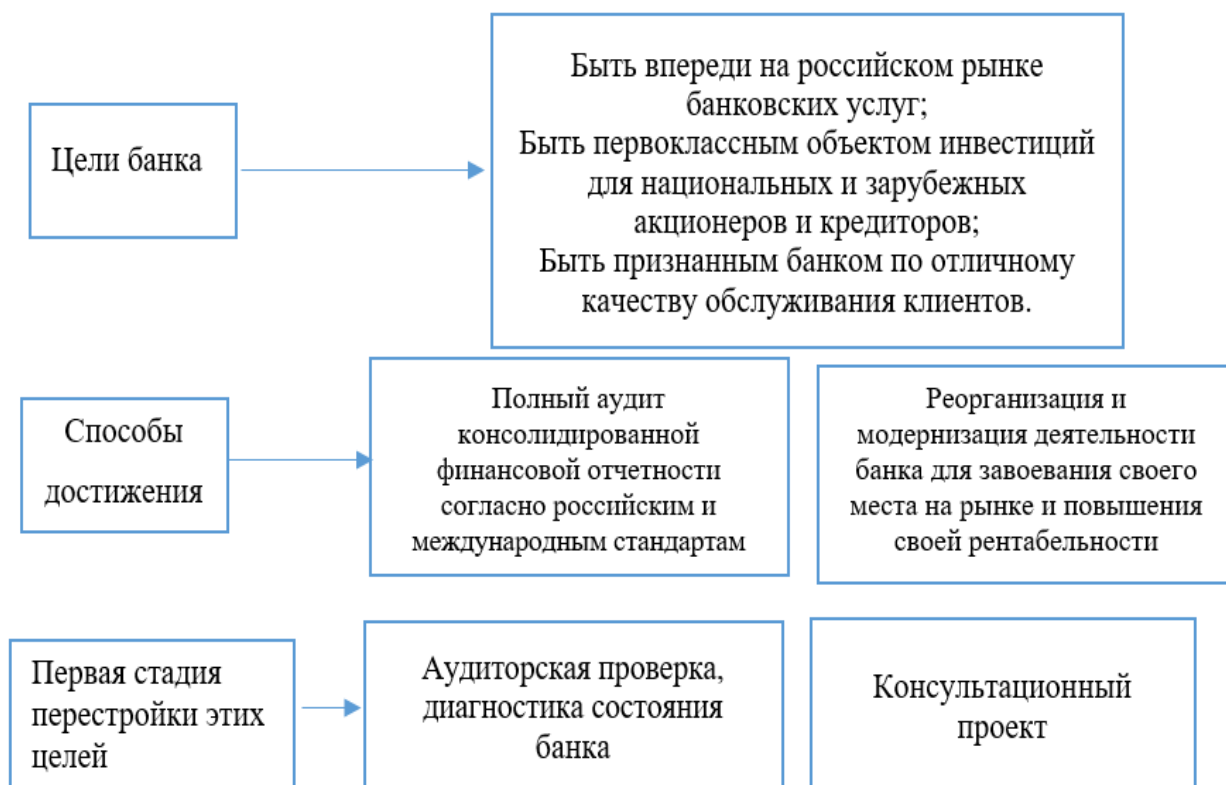 Цели банка
Быть впереди на российском рынке
банковских услуг;
Быть первоклассным объектом инвестиций
для национальных и зарубежных
акционеров и кредиторов;
Быть признанным банком по отличному
качеству обслуживания клиентов.
Способы
достижения
Полный аудит
консолидированной
финансовой отчетности
согласно российским и
международным стандартам
Реорганизация и
модернизация деятельности
банка для завоевания своего
места на рынке и повышения
своей рентабельности
Первая стадия
перестройки этих
целей
Аудиторская проверка,
диагностика состояния
банка
Консультационный
проект